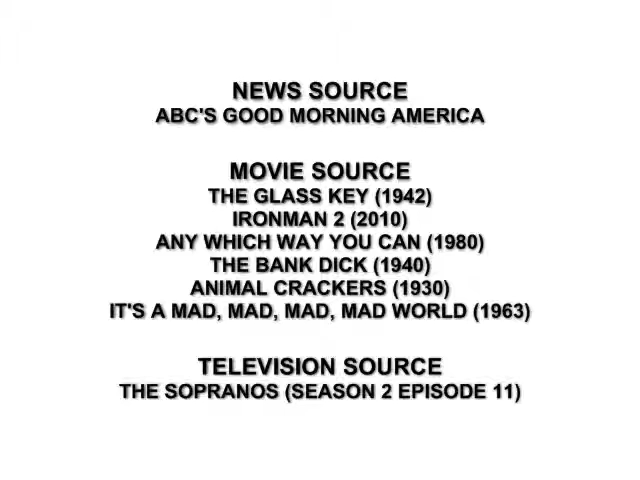 NEWS SOURCE
ABC'S GOOD MORNING AMERICA
MOVIE SOURCE
THE GLASS KEY (1942)
IRONMAN 2 (2010)
ANY WHICH WAY YOU CAN (1980)
THE BANK DICK (1940)
ANIMAL CRACKERS (1930)
IT'S A MAD, MAD, MAD, MAD WORLD (1963)
TELEVISION SOURCE
THE SOPRANOS (SEASON 2 EPISODE 11)